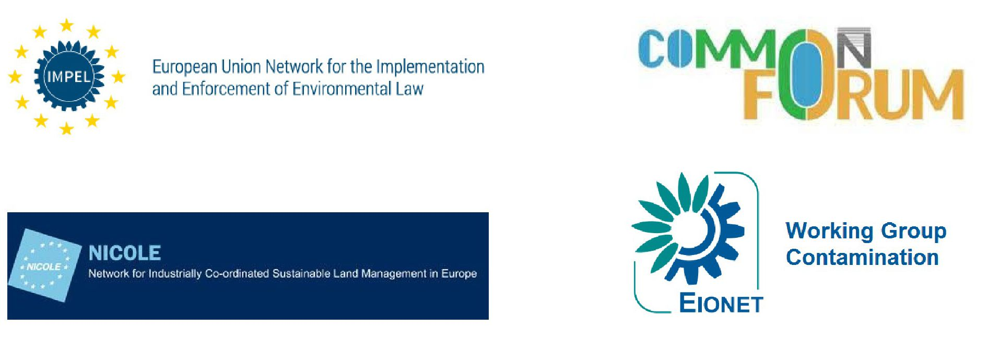 IMPEL
European Union Network for the Implementation
and Enforcement of Environmental Law
COMMON
FORUM
NICOLE
NICOLE
Network for Industrially Co-ordinated Sustainable Land Management in Europe
Working Group
Contamination
EIONET